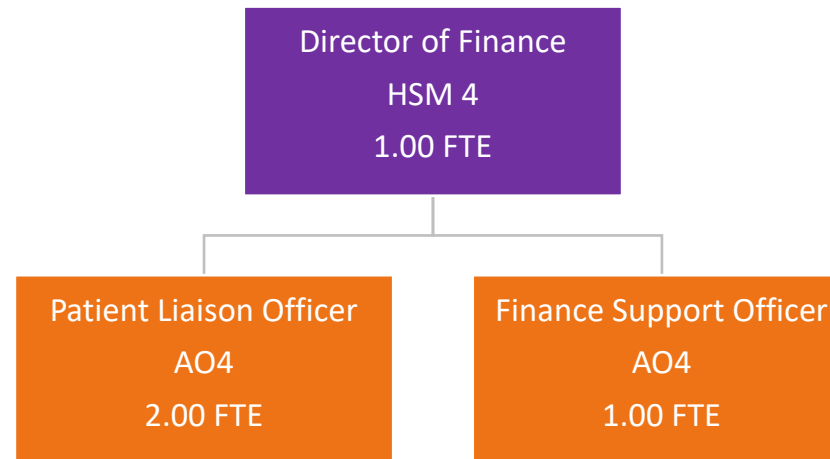 Director of Finance
HSM 4
1.00 FTE
Patient Liaison Officer
AO4
2.00 FTE
Finance Support Officer
AO4
1.00 FTE